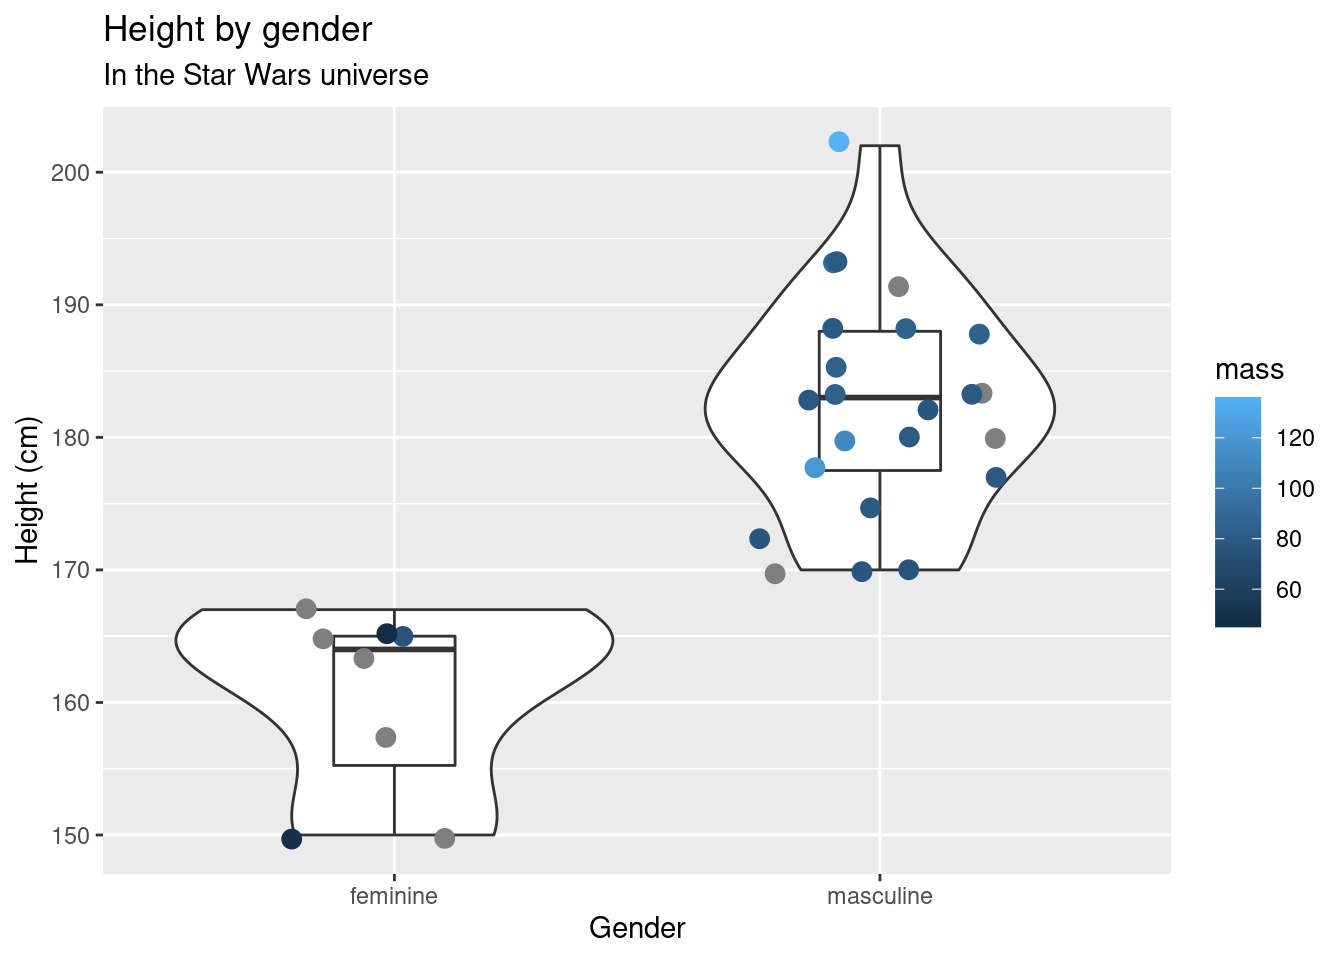 Height by gender
In the Star Wars universe
Height (cm)
200
190
180
170
160
150
feminine
masculine
Gender
mass
120
100
80
60